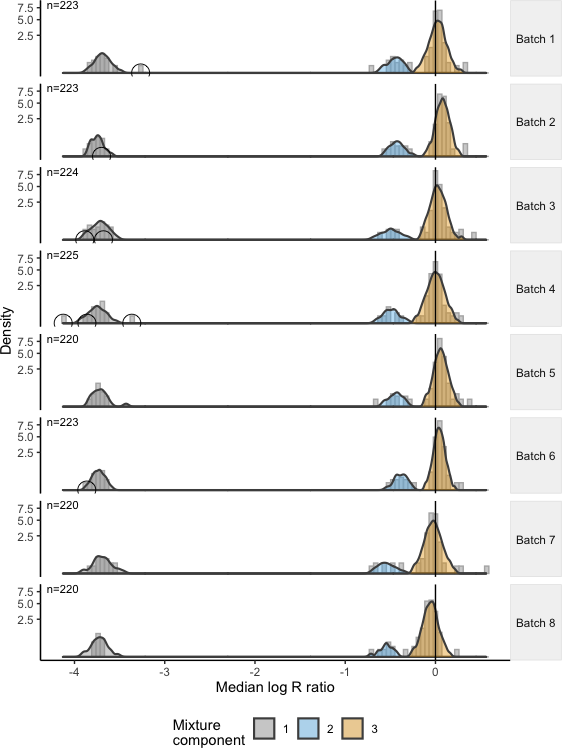 n=223
7.5
5.0
2.5
Batch 1
n=223
7.5
5.0
2.5
Batch 2
n=224
7.5
5.0
2.5
Batch 3
n=225
7.5
5.0
2.5
Batch 4
Density
n=220
7.5
5.0
2.5
Batch 5
n=223
7.5
5.0
2.5
Batch 6
n=220
7.5
5.0
2.5
Batch 7
n=220
7.5
5.0
2.5
Batch 8
-4 -3 -2 -1 0
Median log R ratio
Mixture
component
1 2 3